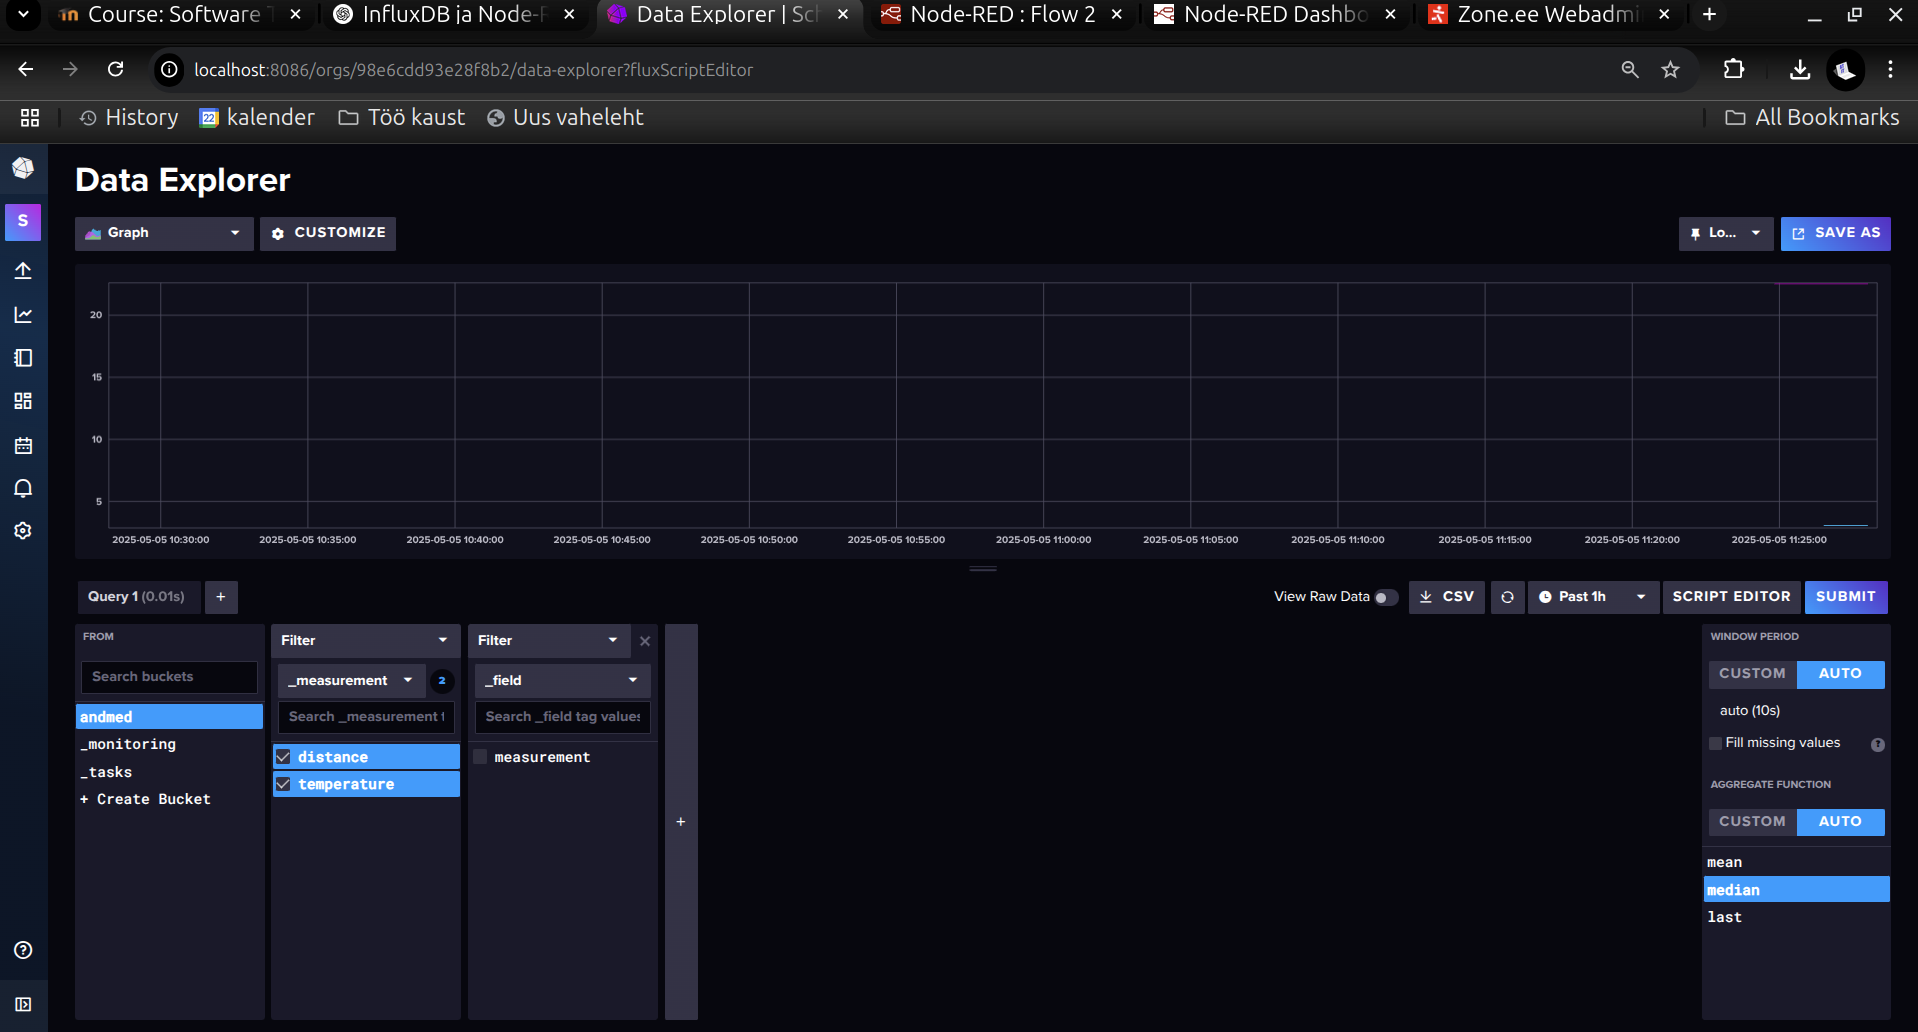 Course: Software T
InfluxDB ja Node-R
Data Explorer | Sch
Node-RED : Flow 2
Node-RED Dashbo
Zone.ee Webadmi
localhost:8086/orgs/98e6cdd93e28f8b2/data-explorer?fluxScriptEditor
History
22 kalender
Töö kaust
Uus vaheleht
All Bookmarks
S
Data Explorer
Graph
CUSTOMIZE
Lo...
SAVE AS
20
15
10
5
2025-05-05 10:30:00
2025-05-05 10:35:00
2025-05-05 10:40:00
2025-05-05 10:45:00
2025-05-05 10:50:00
2025-05-05 10:55:00
2025-05-05 11:00:00
2025-05-05 11:05:00
2025-05-05 11:10:00
2025-05-05 11:15:00
2025-05-05 11:20:00
2025-05-05 11:25:00
Query 1 (0.01s)
+
View Raw Data
CSV
Past 1h
SCRIPT EDITOR
SUBMIT
FROM
Search buckets
andmed
_monitoring
_tasks
+ Create Bucket
Filter
_measurement
2
Search _measurement t
distance
temperature
Filter
_field
Search _field tag values
measurement
+
WINDOW PERIOD
CUSTOM
AUTO
auto (10s)
Fill missing values
?
AGGREGATE FUNCTION
CUSTOM
AUTO
mean
median
last